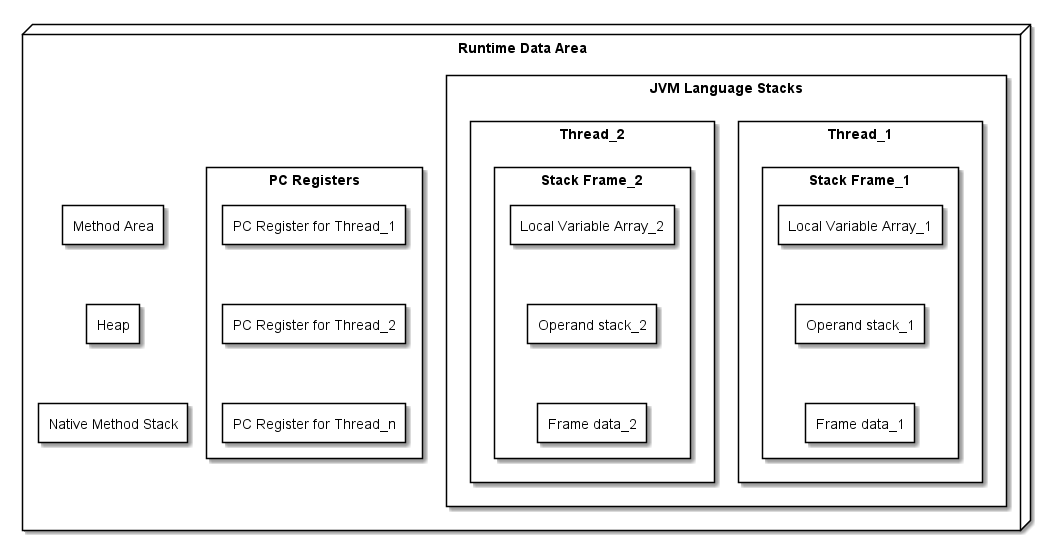 Runtime Data Area
JVM Language Stacks
Thread_2
Thread_1
PC Registers
Stack Frame_2
Stack Frame_1
Method Area
PC Register for Thread_1
Local Variable Array_2
Local Variable Array_1
Heap
PC Register for Thread_2
Operand stack_2
Operand stack_1
Native Method Stack
PC Register for Thread_n
Frame data_2
Frame data_1